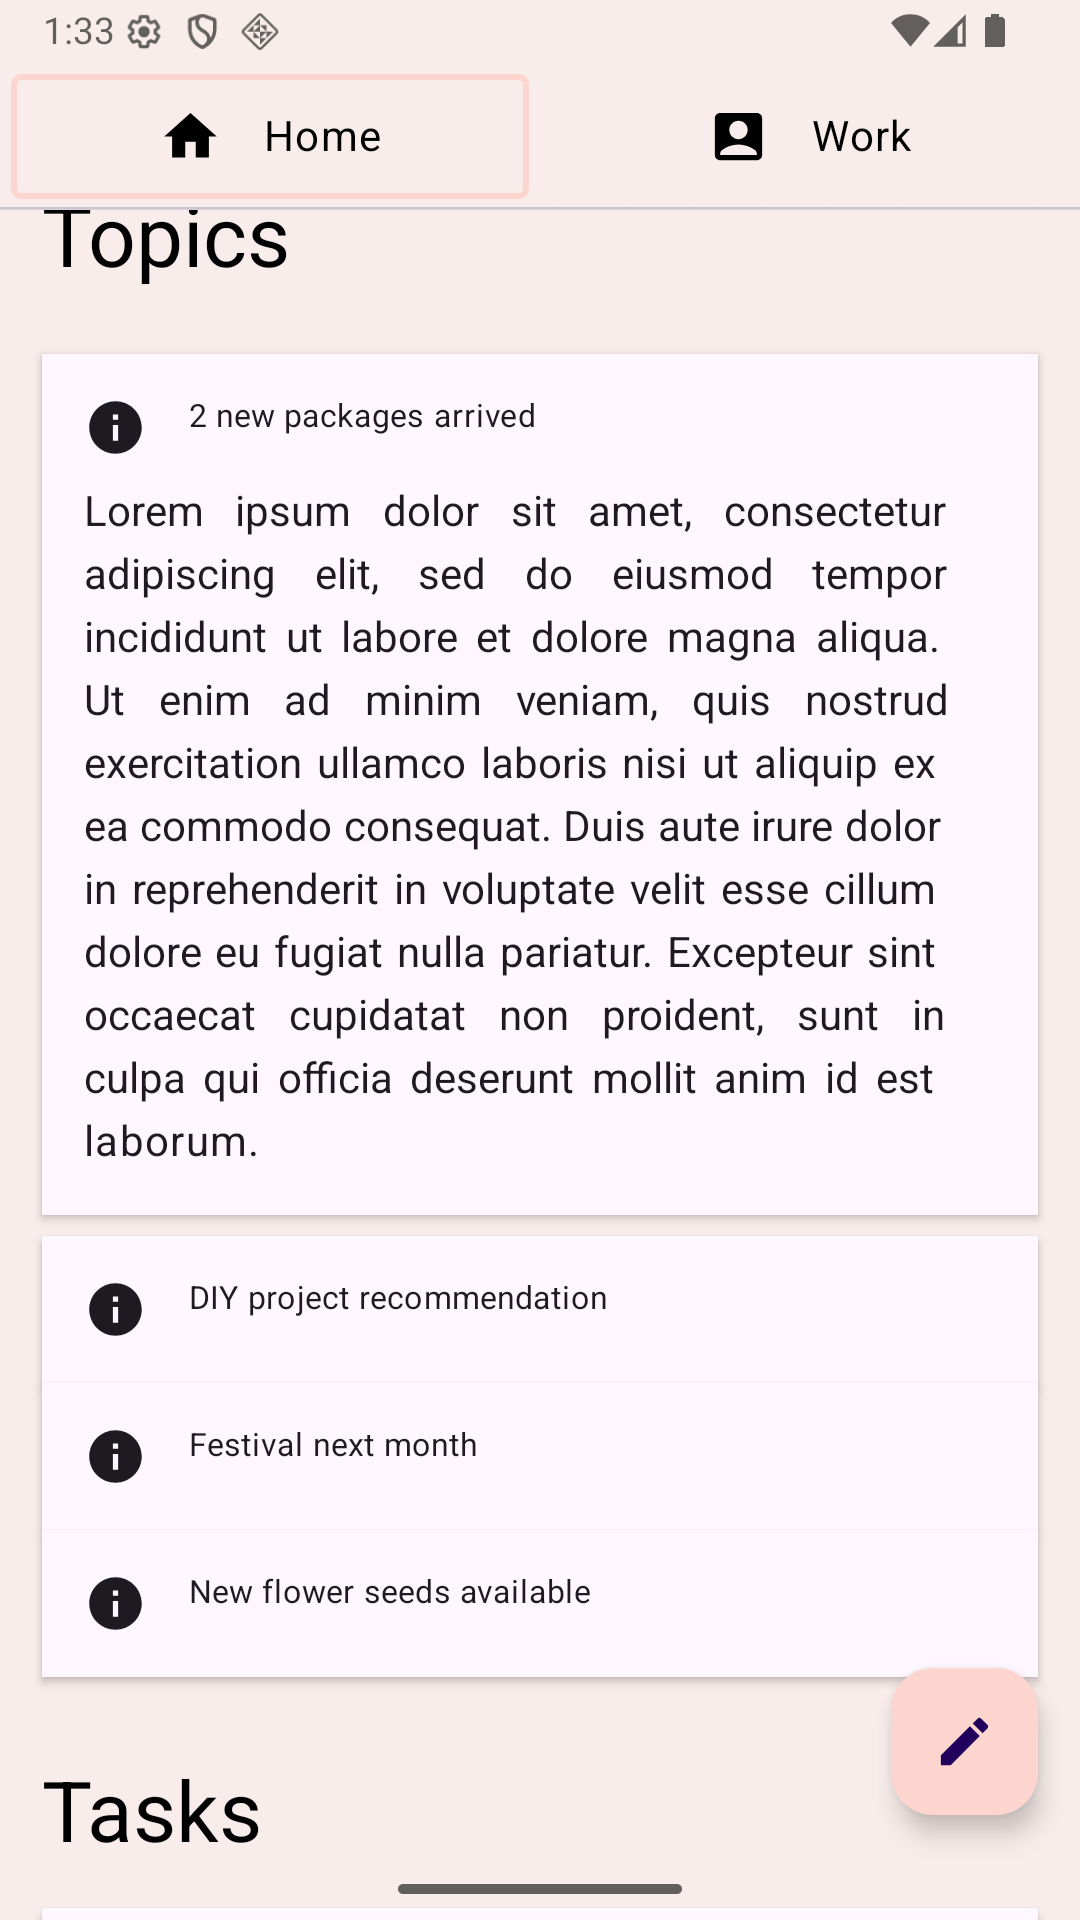 1:33
Home
Work
Topics
2 new packages arrived
Lorem ipsum dolor sit amet, consectetur
adipiscing elit, sed do eiusmod tempor
incididunt ut labore et dolore magna aliqua.
Ut enim ad minim veniam, quis nostrud
exercitation ullamco laboris nisi ut aliquip ex
ea commodo consequat. Duis aute irure dolor
in reprehenderit in voluptate velit esse cillum
dolore eu fugiat nulla pariatur. Excepteur sint
occaecat cupidatat non proident, sunt in
culpa qui officia deserunt mollit anim id est
laborum.
DIY project recommendation
Festival next month
New flower seeds available
Tasks